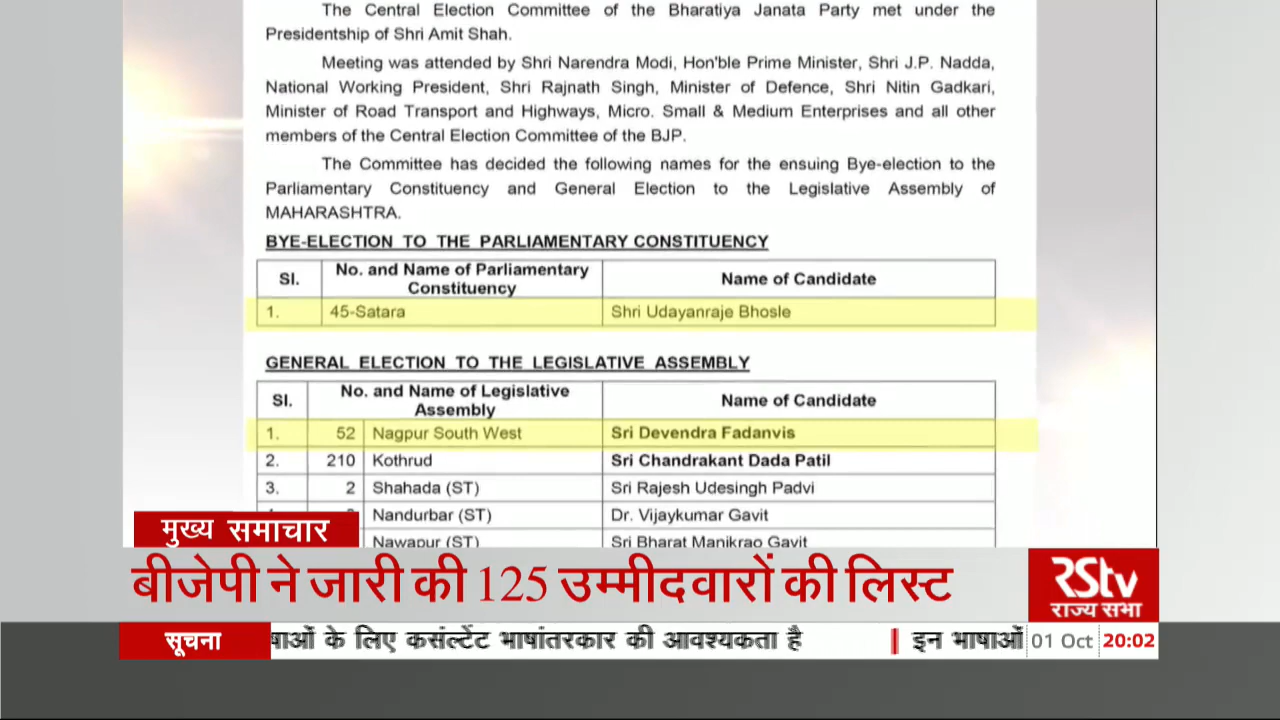 The Central Election Committee of the Bharatiya Janata Party met under the
Presidentship of Shri Amit Shah.
Meeting was attended by Shri Narendra Modi, Hon'ble Prime Minister, Shri J.P. Nadda,
National Working President, Shri Rajnath Singh, Minister of Defence, Shri Nitin Gadkari,
Minister of Road Transport and Highways, Micro. Small & Medium Enterprises and all other
members of the Central Election Committee of the BJP.
The Committee has decided the following names for the ensuing Bye-election to the
Parliamentary Constituency and General Election to the Legislative Assembly of
MAHARASHTRA.
BYE-ELECTION TO THE PARLIAMENTARY CONSTITUENCY
Sl. No. and Name of Parliamentary Constituency Name of Candidate
1. 45-Satara Shri Udayanraje Bhosle
GENERAL ELECTION TO THE LEGISLATIVE ASSEMBLY
Sl. No. and Name of Legislative Assembly Name of Candidate
1. 52 Nagpur South West Sri Devendra Fadanvis
2. 210 Kothrud Sri Chandrakant Dada Patil
3. 2 Shahada (ST) Sri Rajesh Udesingh Padvi
Nandurbar (ST) Dr. Vijaykumar Gavit
Nawapur (ST) Sri Bharat Manikrao Gavit
मुख्य समाचार
बीजेपी ने जारी की 125 उम्मीदवारों की लिस्ट
RSTV
राज्य सभा
सूचना के लिए कसंल्टेंट भाषांतरकार की आवश्यकता है | इन भाषाओं 01 Oct 20:02